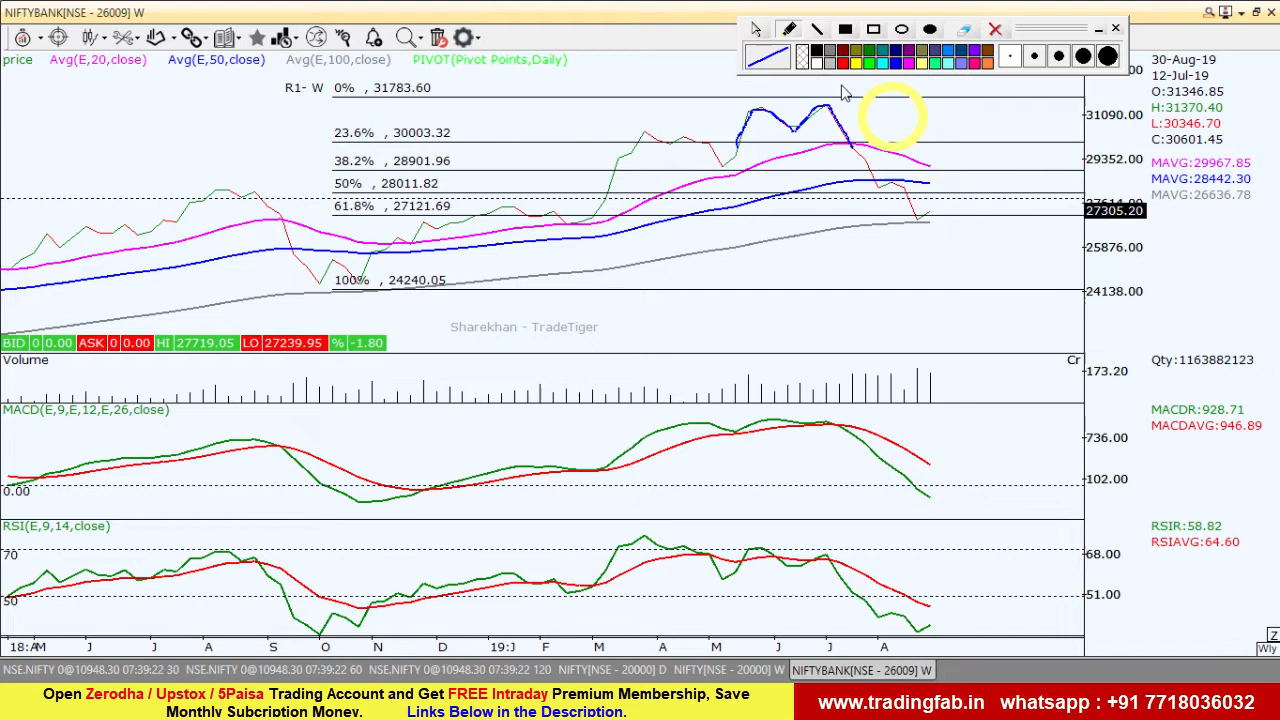 NIFTYBANK[NSE - 26009] W
price Avg(E,20,close) Avg(E,50,close) Avg(E,100,close) PIVOT(Pivot Points,Daily)
R1- W 0% , 31783.60
23.6% , 30003.32
38.2% , 28901.96
50% , 28011.82
61.8% , 27121.69
100% , 24240.05
31090.00
29352.00
27305.20
25876.00
24138.00
30-Aug-19
12-Jul-19
O:31346.85
H:31370.40
L:30346.70
C:30601.45
MAVG:29967.85
MAVG:28442.30
MAVG:26636.78
Sharekhan - TradeTiger
BID 0 0.00 ASK 0 0.00 HI 27719.05 LO 27239.95 % -1.80
Volume Cr
173.20
Qty:1163882123
MACD(E,9,E,12,E,26,close)
736.00
102.00
0.00
MACDR:928.71
MACDAVG:946.89
RSI(E,9,14,close)
70
50
68.00
51.00
RSIR:58.82
RSIAVG:64.60
18:A M J J A S O N D 19:J F M A M J J A
Z
Wly
NSE.NIFTY 0@10948.30 07:39:22 30 NSE.NIFTY 0@10948.30 07:39:22 60 NSE.NIFTY 0@10948.30 07:39:22 120 NIFTY[NSE - 20000] D NIFTY[NSE - 20000] W NIFTYBANK[NSE - 26009] W
Open Zerodha / Upstox / 5Paisa Trading Account and Get FREE Intraday Premium Membership, Save
Monthly Subcription Money. Links Below in the Description.
www.tradingfab.in whatsapp : +91 7718036032